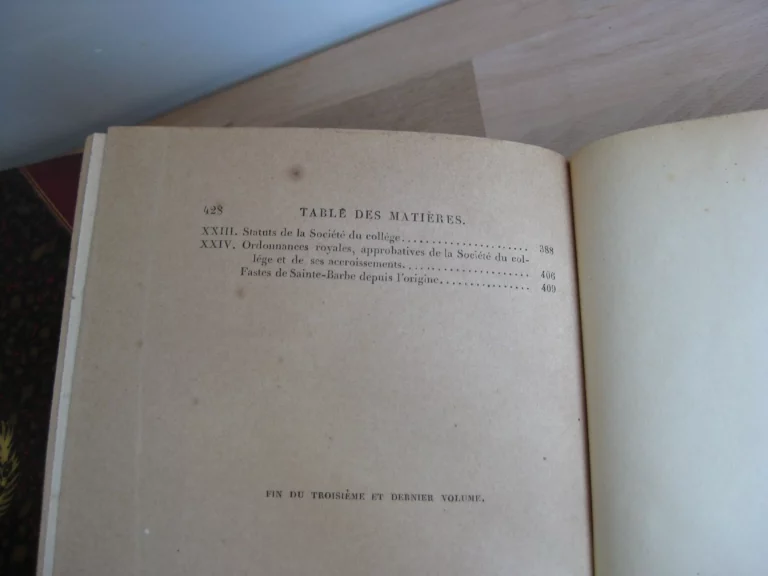 428 TABLE DES MATIÈRES.
XXIII. Statuts de la Société du collége...................... 388
XXIV. Ordonnances royales, approbatives de la Société du col-
lége et de ses accroissements...................... 406
Fastes de Sainte-Barbe depuis l'origine............... 409
FIN DU TROISIÈME ET DERNIER VOLUME.